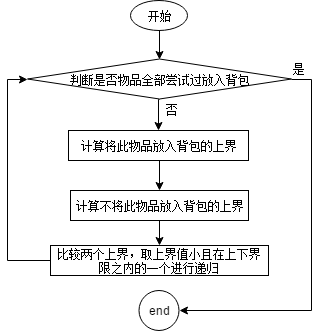 开始
判断是否物品全部尝试过放入背包
是
否
计算将此物品放入背包的上界
计算不将此物品放入背包的上界
比较两个上界，取上界值小且在上下界
限之内的一个进行递归
end